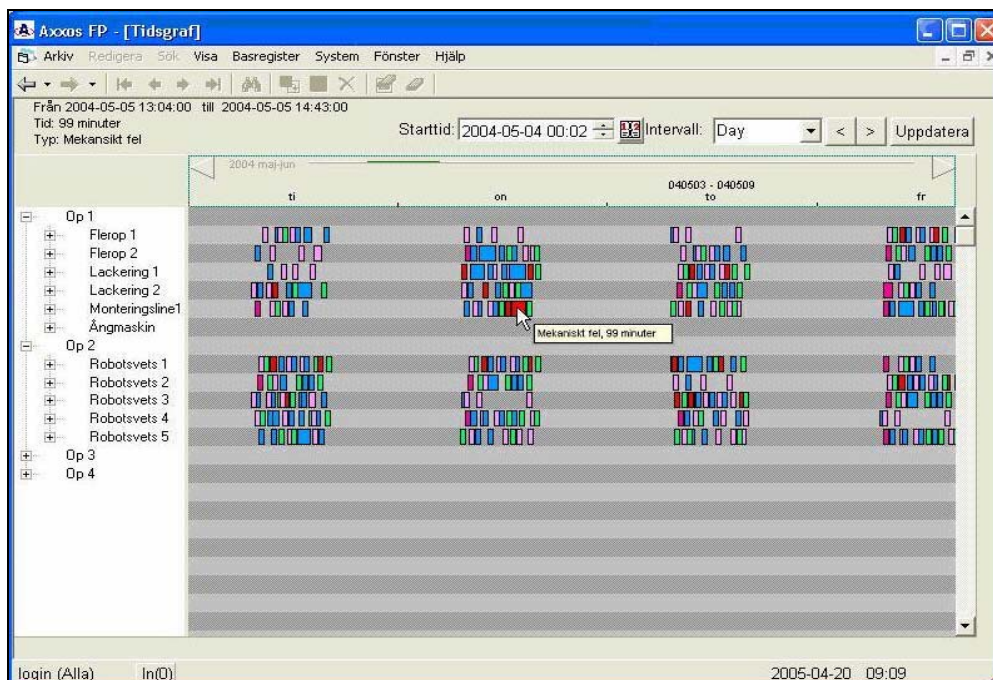 Axxos FP - [Tidsgraf]
Arkiv Redigera Sök Visa Basregister System Fönster Hjälp
Från 2004-05-05 13:04:00 till 2004-05-05 14:43:00
Tid: 99 minuter
Typ: Mekansikt fel
Starttid: 2004-05-04 00:02 Intervall: Day < > Uppdatera
2004 maj-jun
040503 - 040509
ti on to fr
Op 1
Flerop 1
Flerop 2
Lackering 1
Lackering 2
Monteringsline1
Ångmaskin
Mekaniskt fel, 99 minuter
Op 2
Robotsvets 1
Robotsvets 2
Robotsvets 3
Robotsvets 4
Robotsvets 5
Op 3
Op 4
login (Alla) In(0) 2005-04-20 09:09